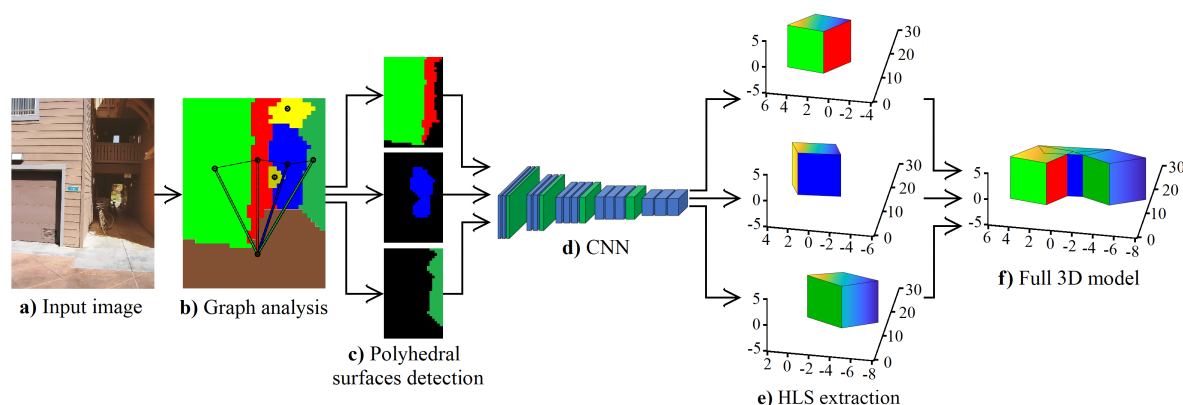 a) Input image
b) Graph analysis
c) Polyhedral
surfaces detection
d) CNN
5
0
-5
6 4 2 0 -2 -4
0
10
20
30
5
0
-5
4 2 0 -2 -4 -6
0
10
20
30
5
0
-5
2 0 -2 -4 -6 -8
0
10
20
30
e) HLS extraction
5
0
-5
6 4 2 0 -2 -4 -6 -8
0
10
20
30
f) Full 3D model